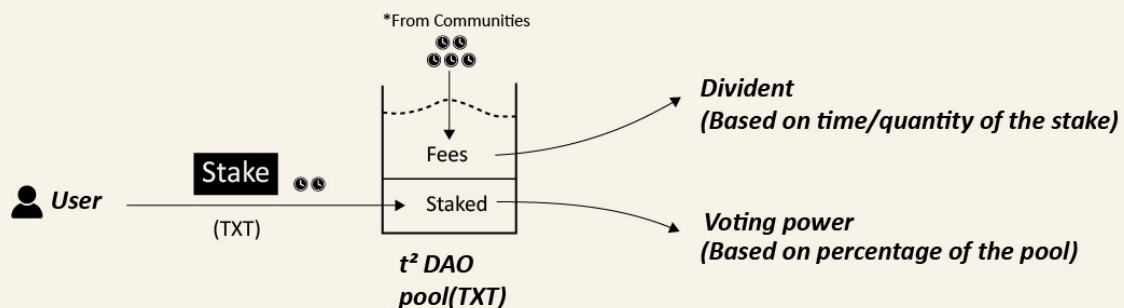 *From Communities
Divident
(Based on time/quantity of the stake)
Fees
Stake
User
Staked
(TXT)
Voting power
(Based on percentage of the pool)
t² DAO
pool(TXT)